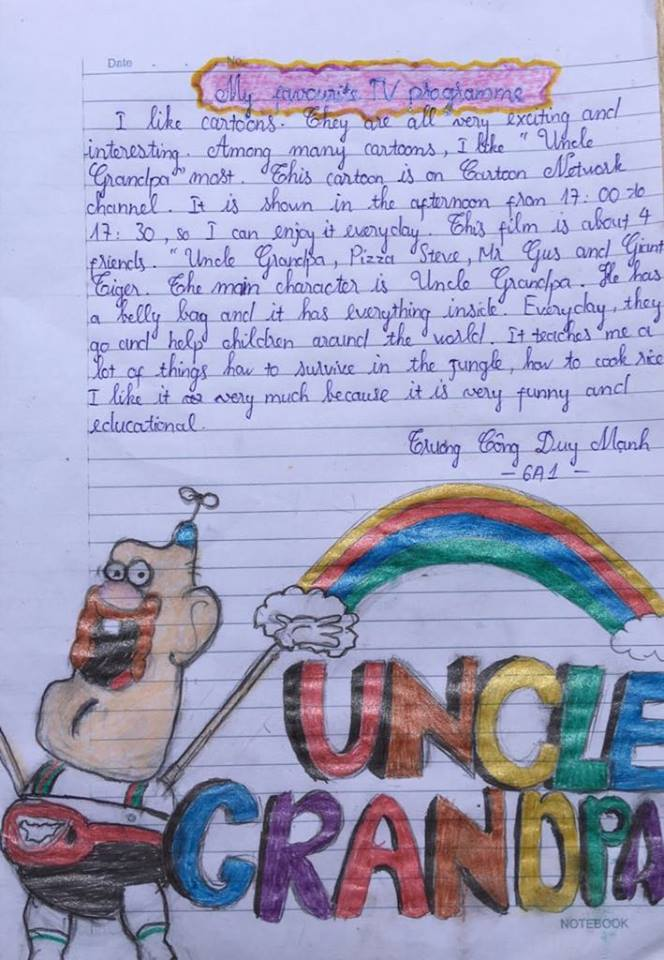 Date No.
My favourite TV programme
I like cartoons. They are all very exciting and
interesting. Among many cartoons, I like "Uncle
Grandpa" most. This cartoon is on Cartoon Network
channel. It is shown in the afternoon from 17:00 to
17:30, so I can enjoy it everyday. This film is about 4
friends. "Uncle Grandpa, Pizza Steve, Mr Gus and Giant
Tiger. The main character is Uncle Grandpa. He has
a belly bag and it has everything inside. Everyday, they
go and help children around the world. It teaches me a
lot of things how to survive in the jungle, how to cook rice
I like it very much because it is very funny and
educational.
Trương Công Duy Mạnh
- 6A1 -
UNCLE
GRANDPA
NOTEBOOK